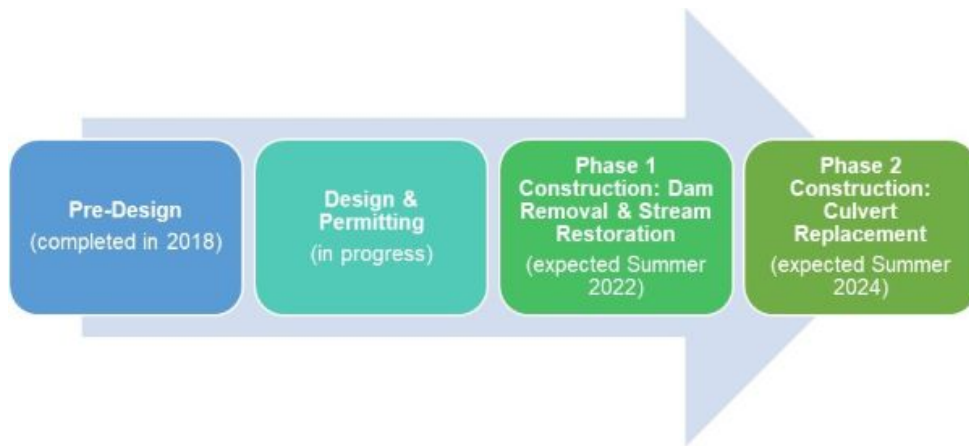 Pre-Design
(completed in 2018)
Design &
Permitting
(in progress)
Phase 1
Construction: Dam
Removal & Stream
Restoration
(expected Summer
2022)
Phase 2
Construction:
Culvert
Replacement
(expected Summer
2024)